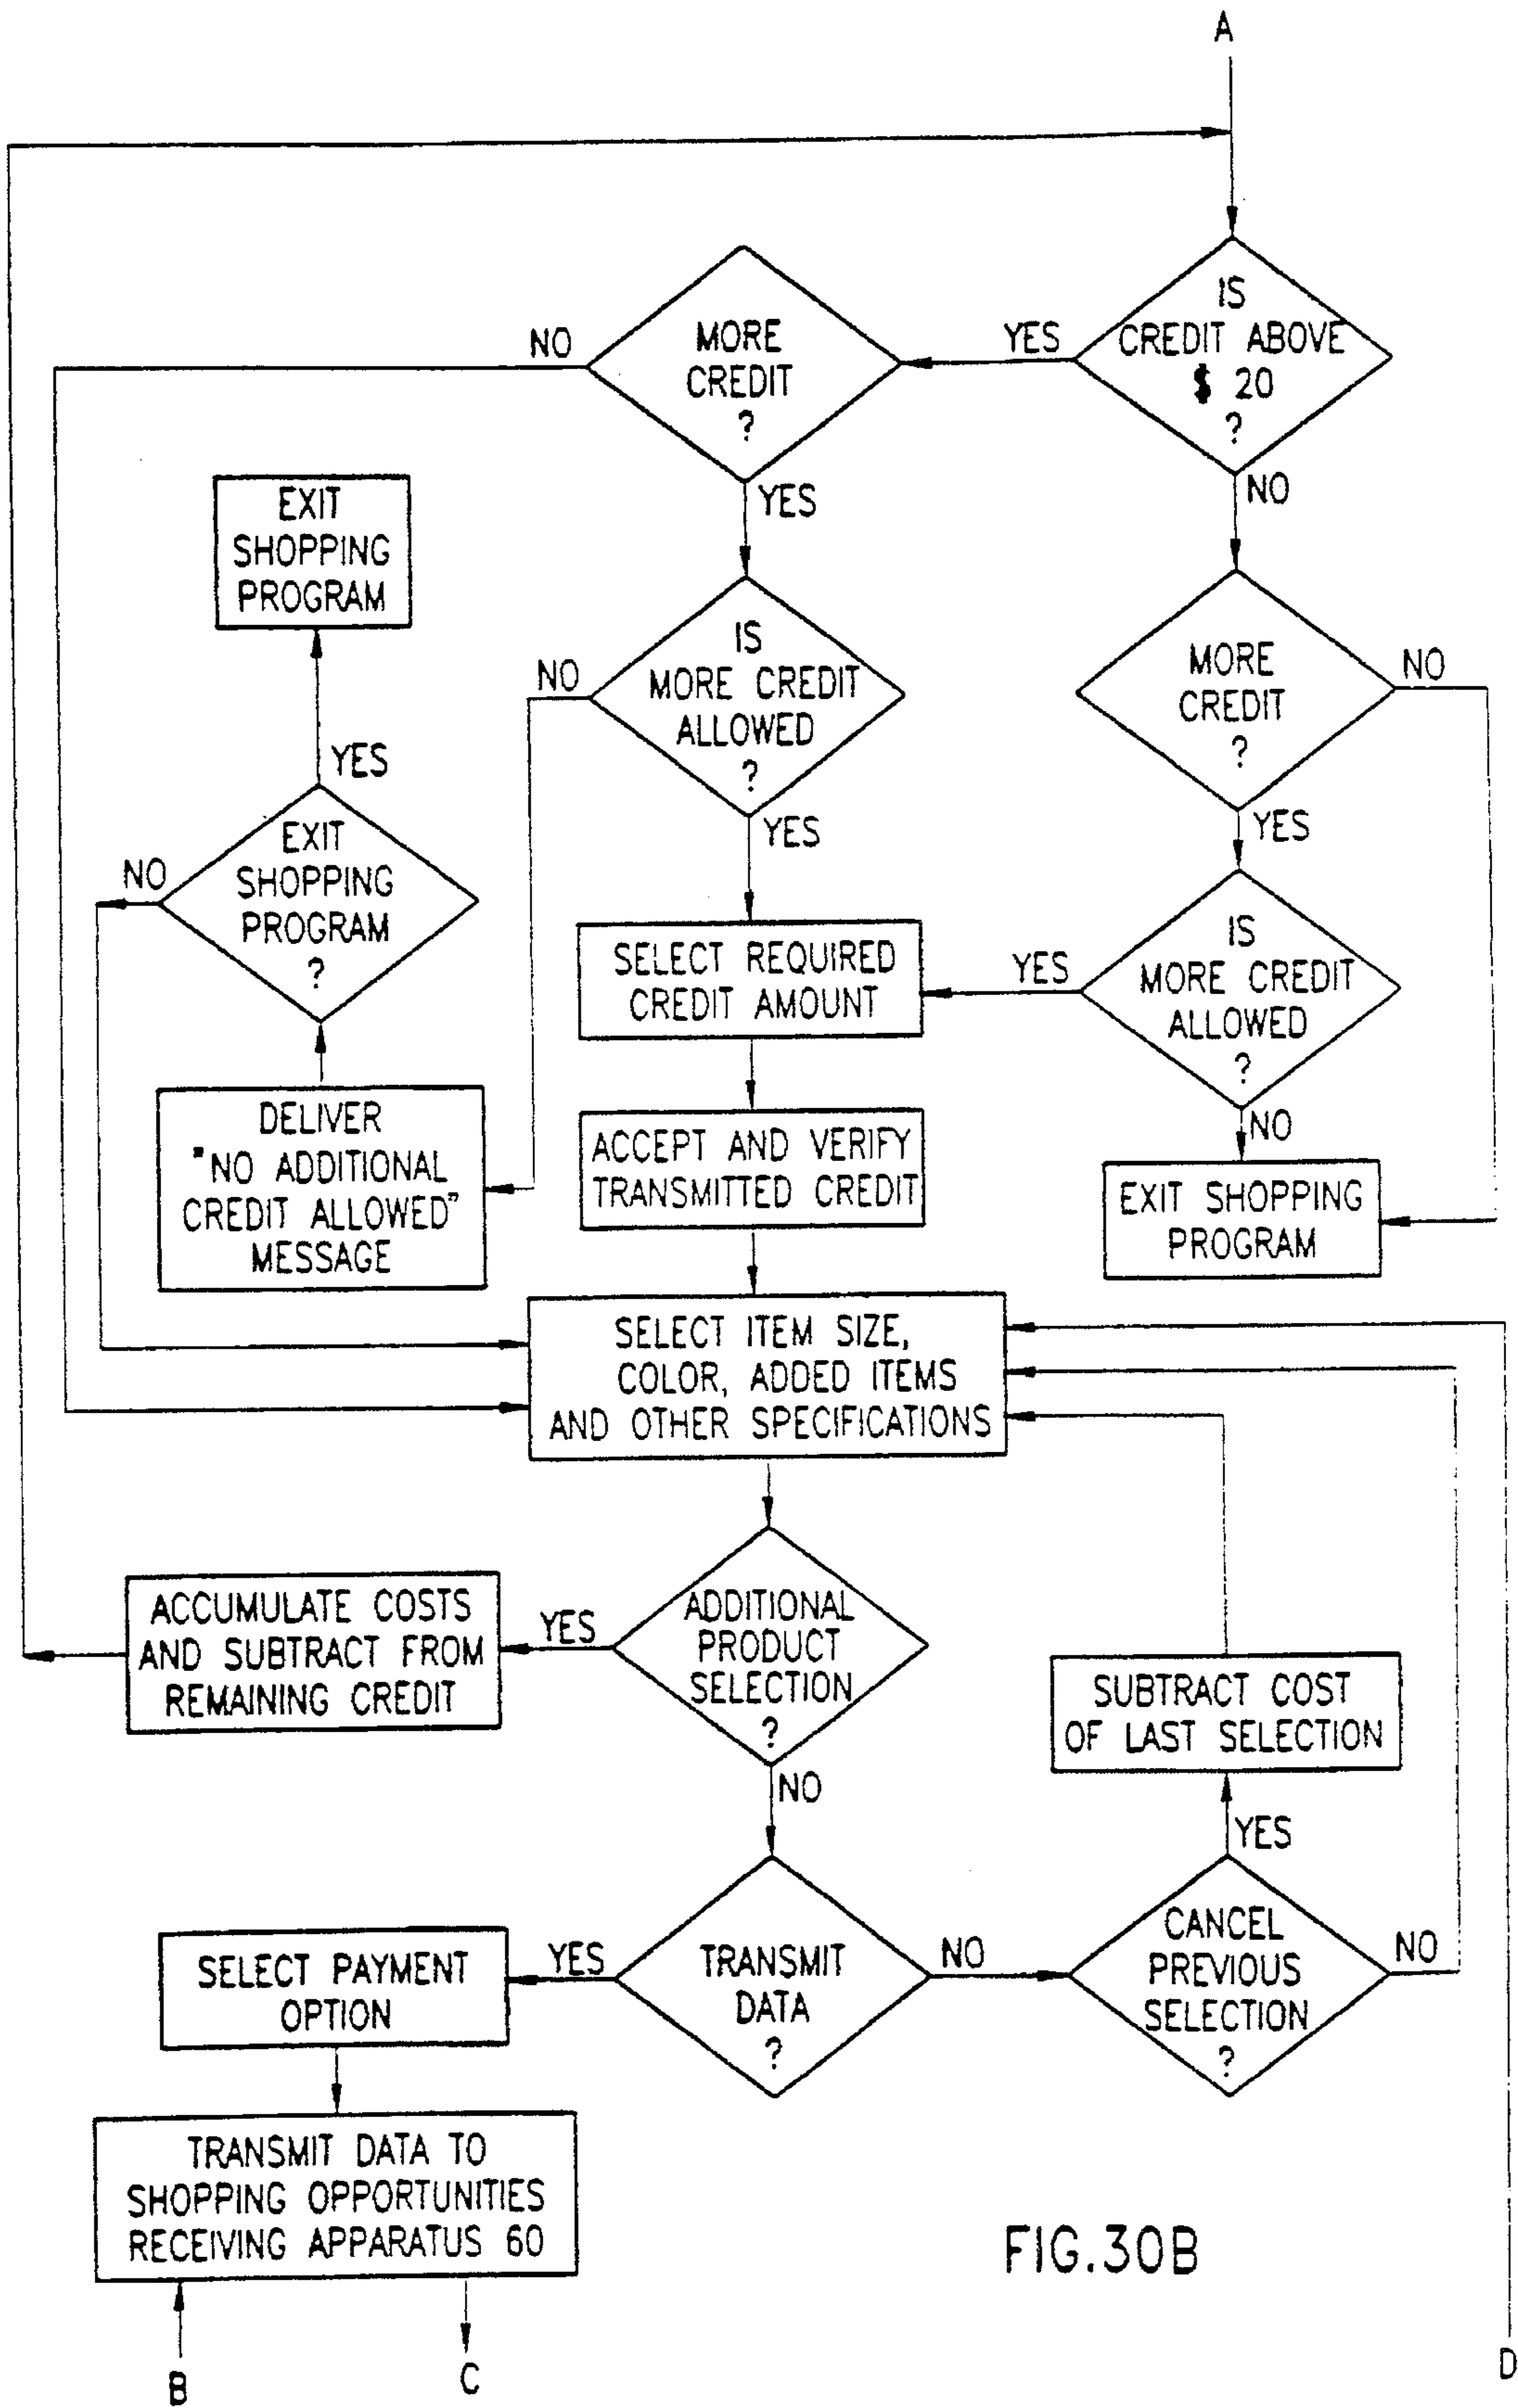 A
IS
CREDIT ABOVE
$ 20
?
YES
NO
MORE
CREDIT
?
NO
YES
EXIT
SHOPPING
PROGRAM
IS
MORE CREDIT
ALLOWED
?
NO
YES
MORE
CREDIT
?
NO
YES
YES
EXIT
SHOPPING
PROGRAM
?
NO
SELECT REQUIRED
CREDIT AMOUNT
YES
IS
MORE CREDIT
ALLOWED
?
NO
DELIVER
"NO ADDITIONAL
CREDIT ALLOWED"
MESSAGE
ACCEPT AND VERIFY
TRANSMITTED CREDIT
EXIT SHOPPING
PROGRAM
SELECT ITEM SIZE,
COLOR, ADDED ITEMS
AND OTHER SPECIFICATIONS
ACCUMULATE COSTS
AND SUBTRACT FROM
REMAINING CREDIT
YES
ADDITIONAL
PRODUCT
SELECTION
?
NO
SUBTRACT COST
OF LAST SELECTION
YES
SELECT PAYMENT
OPTION
YES
TRANSMIT
DATA
?
NO
CANCEL
PREVIOUS
SELECTION
?
NO
TRANSMIT DATA TO
SHOPPING OPPORTUNITIES
RECEIVING APPARATUS 60
FIG.30B
B
C
D